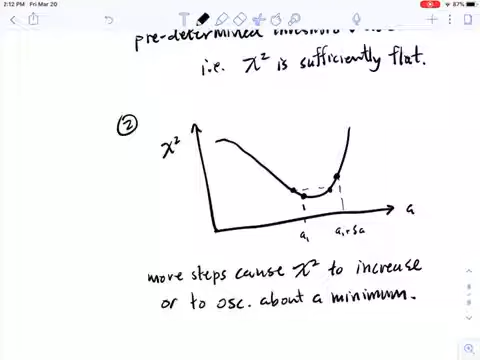 2:12 PM Fri Mar 20
87%
pre-determined threshold
i.e. χ² is sufficiently flat.
②
χ²
a
a₁
a₁+δa
more steps cause χ² to increase
or to osc. about a minimum.